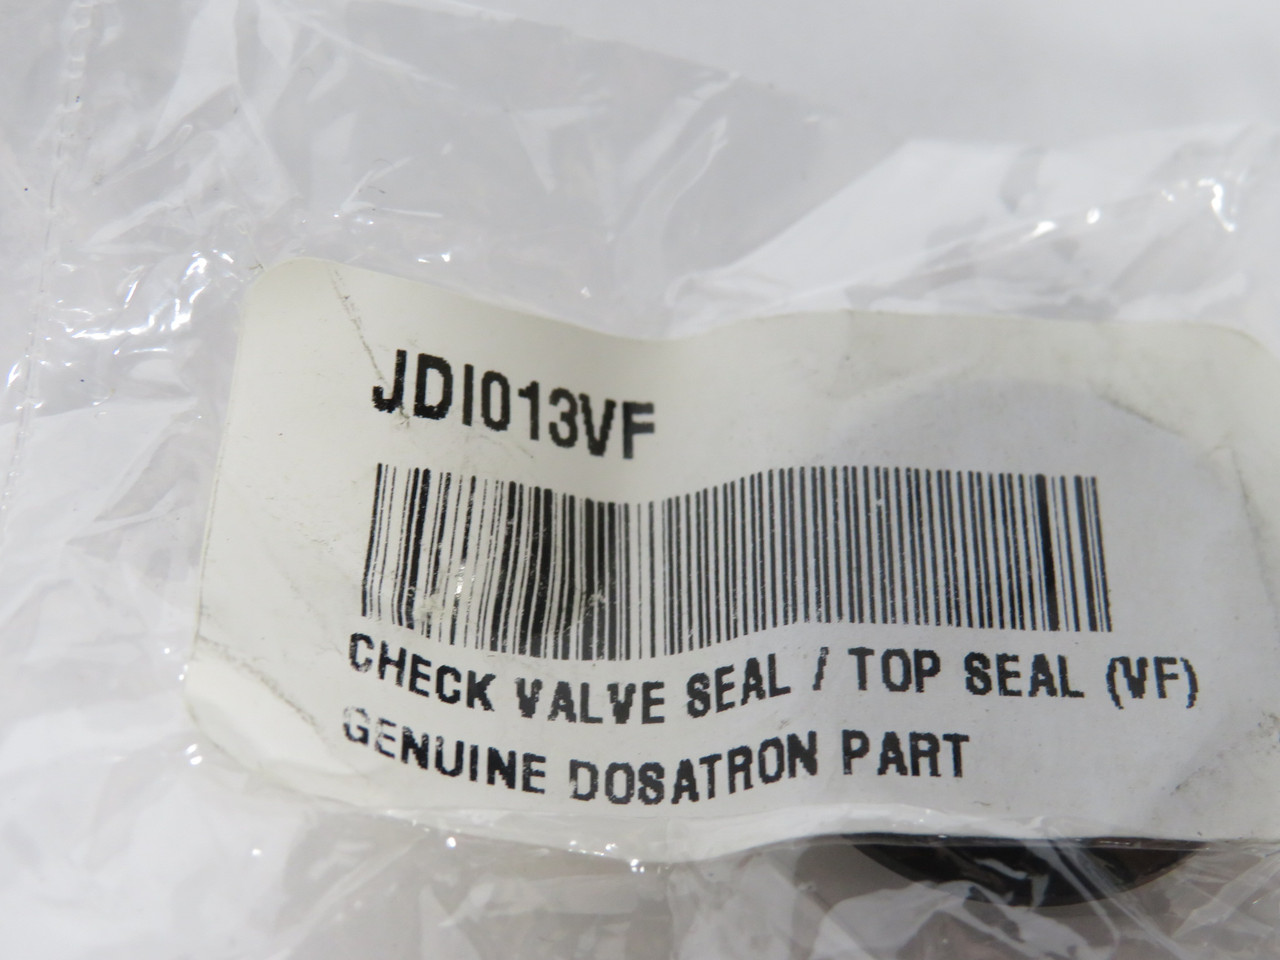 JDI013VF
CHECK VALVE SEAL / TOP SEAL (VF)
GENUINE DOSATRON PART